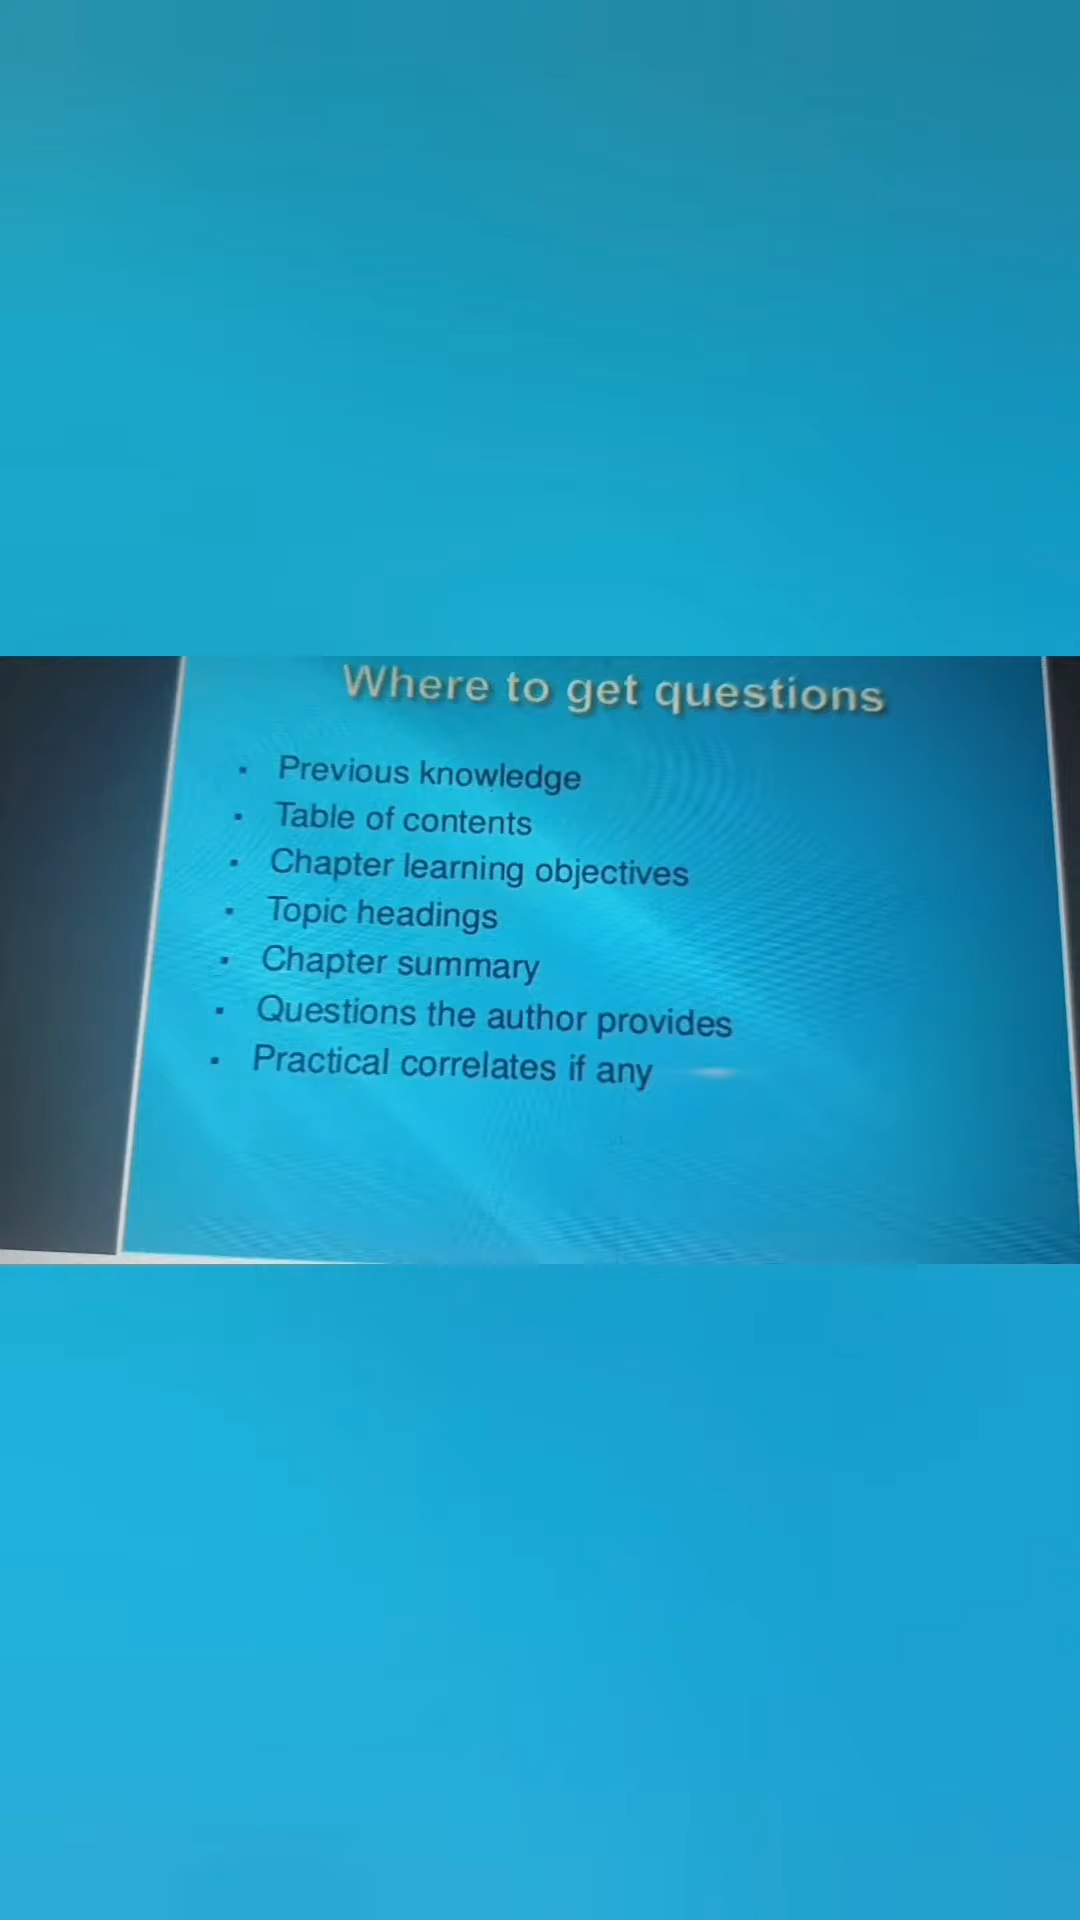 Where to get questions
Previous knowledge
Table of contents
Chapter learning objectives
Topic headings
Chapter summary
Questions the author provides
Practical correlates if any